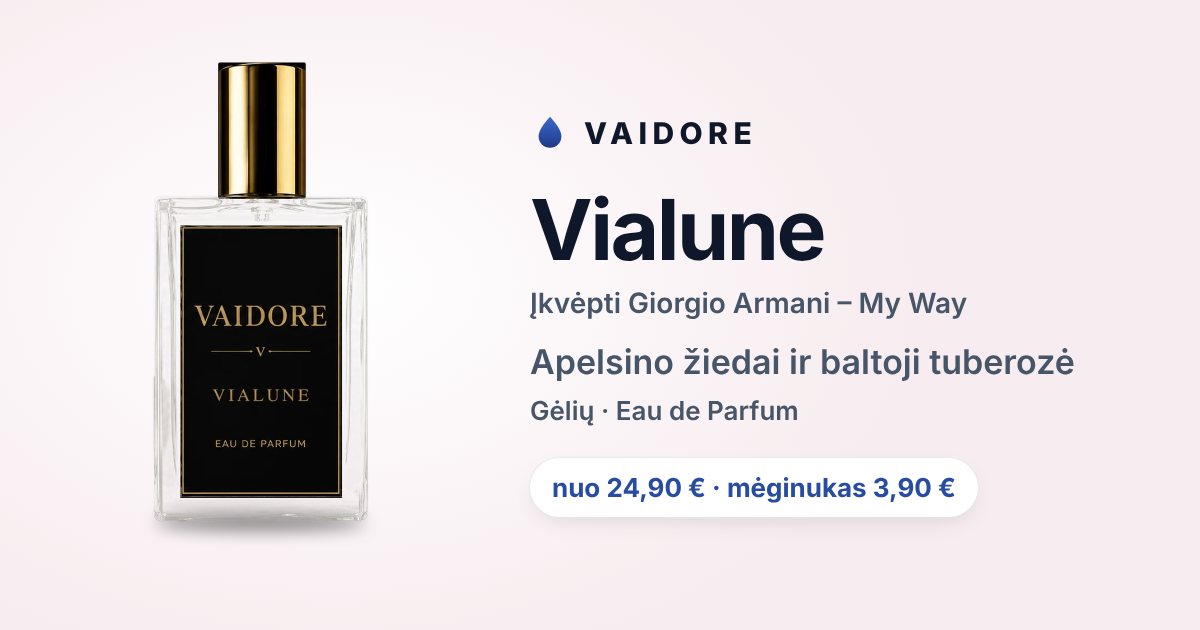 VAIDORE
V
VIALUNE
EAU DE PARFUM
VAIDORE
Vialune
Įkvėpti Giorgio Armani – My Way
Apelsino žiedai ir baltoji tuberozė
Gėlių · Eau de Parfum
nuo 24,90 € · mėginukas 3,90 €